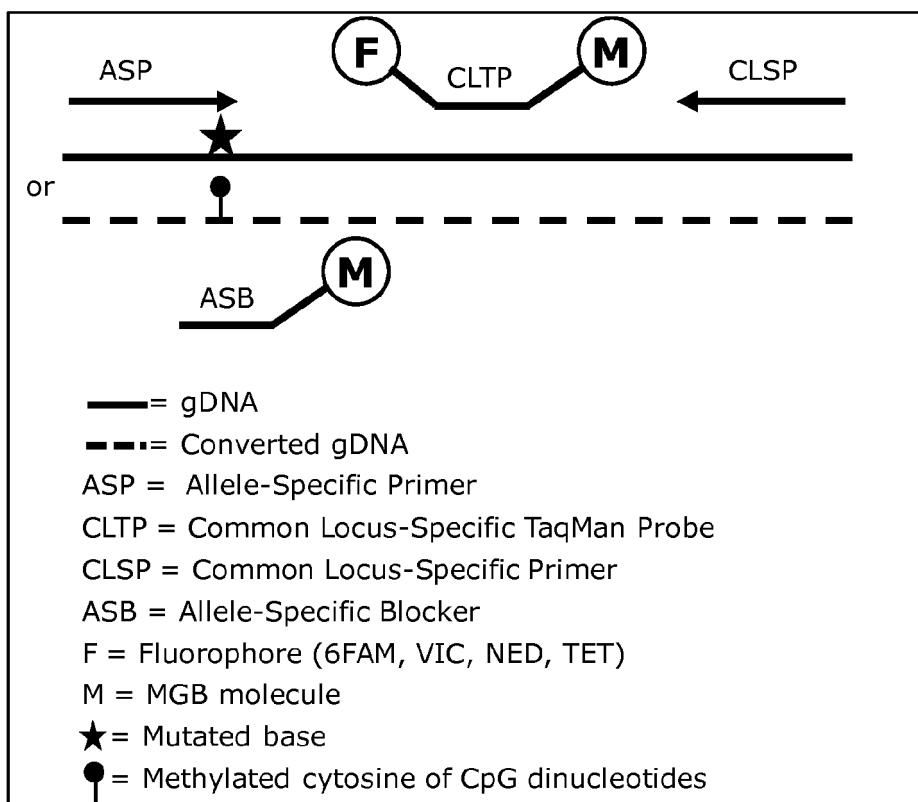 ASP
F
CLTP
M
CLSP
or
ASB
M
= gDNA
= Converted gDNA
ASP = Allele-Specific Primer
CLTP = Common Locus-Specific TaqMan Probe
CLSP = Common Locus-Specific Primer
ASB = Allele-Specific Blocker
F = Fluorophore (6FAM, VIC, NED, TET)
M = MGB molecule
= Mutated base
= Methylated cytosine of CpG dinucleotides